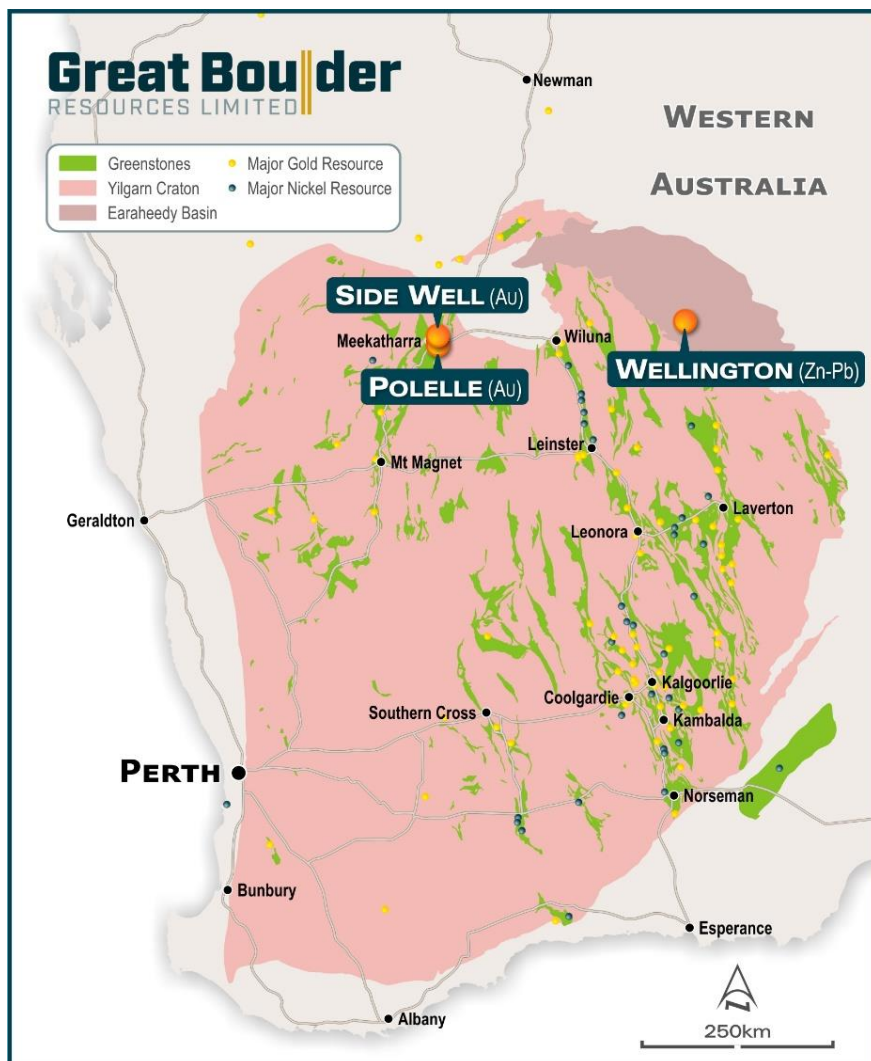 Great Boulder
RESOURCES LIMITED
Newman
WESTERN
AUSTRALIA
Greenstones
Major Gold Resource
Yilgarn Craton
Major Nickel Resource
Earaheedy Basin
SIDE WELL (Au)
Meekatharra
Wiluna
WELLINGTON (Zn-Pb)
POLELLE (Au)
Leinster
Mt Magnet
Laverton
Geraldton
Leonora
Kalgoorlie
Coolgardie
Southern Cross
Kambalda
PERTH
Norseman
Bunbury
Esperance
Albany
N
250km